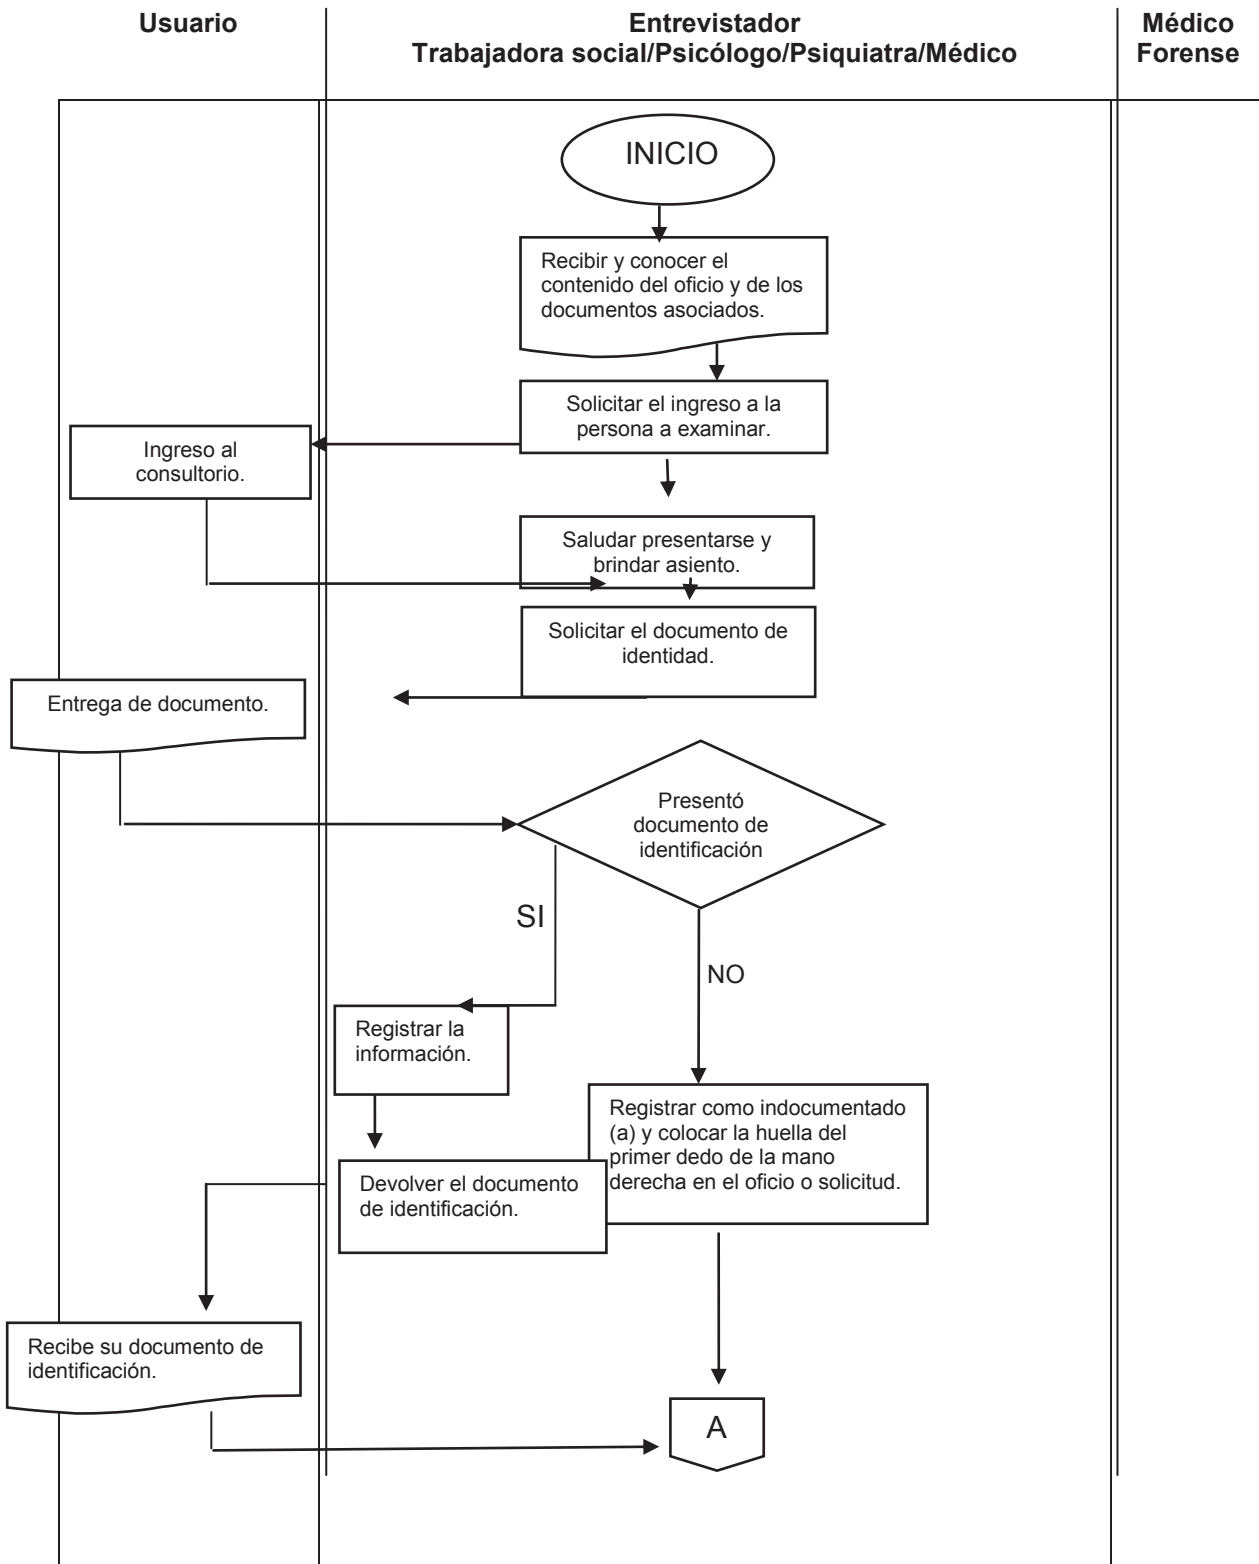 Usuario
Entrevistador
Trabajadora social/Psicólogo/Psiquiatra/Médico
Médico
Forense
INICIO
Recibir y conocer el
contenido del oficio y de los
documentos asociados.
Solicitar el ingreso a la
persona a examinar.
Ingreso al
consultorio.
Saludar presentarse y
brindar asiento.
Solicitar el documento de
identidad.
Entrega de documento.
Presentó
documento de
identificación
SI
NO
Registrar la
información.
Registrar como indocumentado
(a) y colocar la huella del
primer dedo de la mano
derecha en el oficio o solicitud.
Devolver el documento
de identificación.
Recibe su documento de
identificación.
A